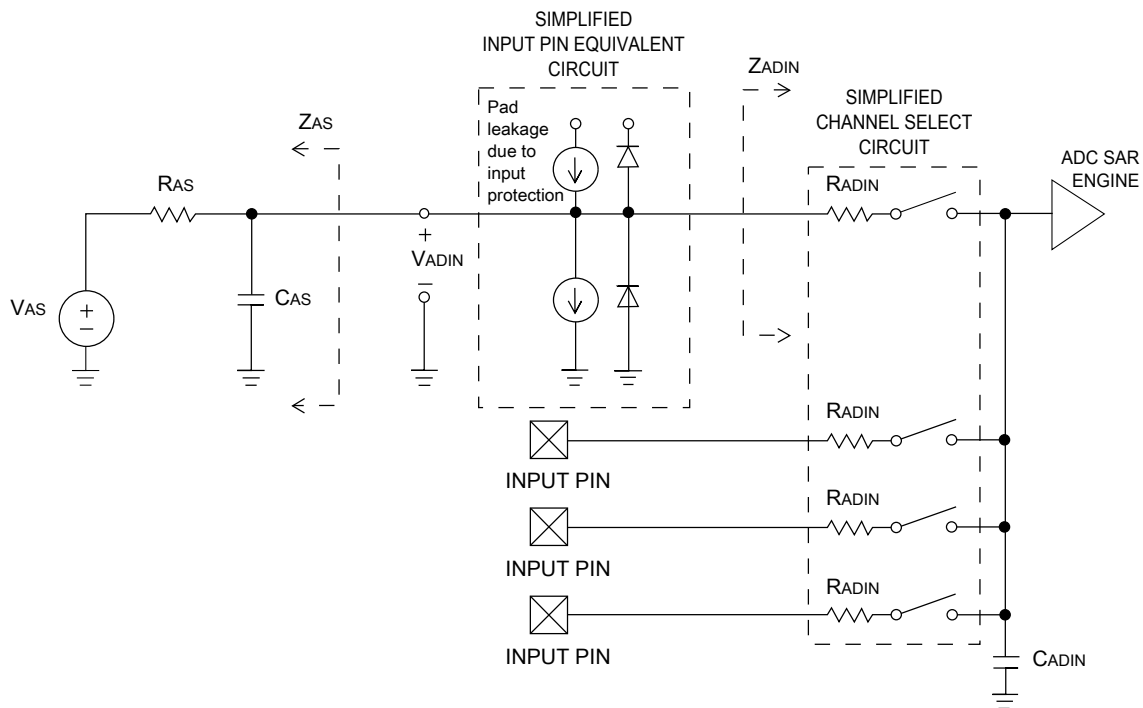 SIMPLIFIED
INPUT PIN EQUIVALENT
CIRCUIT
ZADIN
Pad
leakage
due to
input
protection
SIMPLIFIED
CHANNEL SELECT
CIRCUIT
ZAS
RAS
RADIN
ADC SAR
ENGINE
+
VADIN
–
CAS
VAS
+
–
RADIN
INPUT PIN
RADIN
INPUT PIN
RADIN
INPUT PIN
CADIN